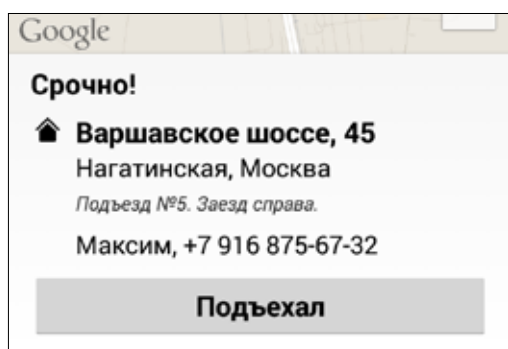 Google
Срочно!
Варшавское шоссе, 45
Нагатинская, Москва
Подъезд №5. Заезд справа.
Максим, +7 916 875-67-32
Подъехал